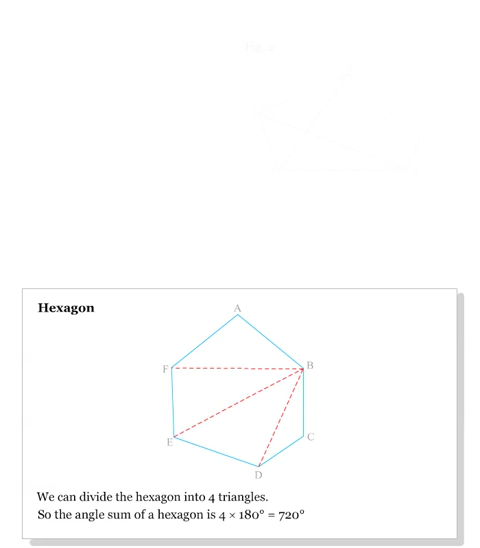 Hexagon
A
B
F
E
C
D
We can divide the hexagon into 4 triangles.
So the angle sum of a hexagon is 4 × 180° = 720°